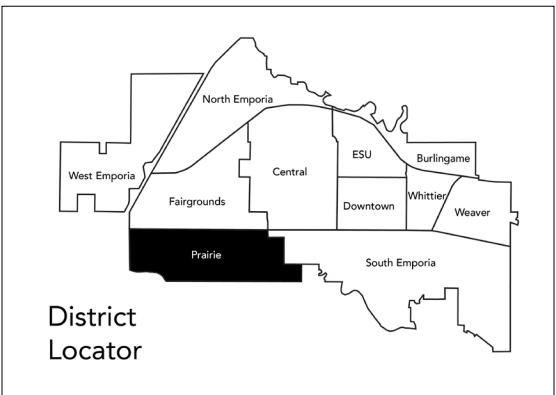 North Emporia
ESU
Burlingame
West Emporia
Central
Fairgrounds
Downtown
Whittier
Weaver
Prairie
South Emporia
District
Locator